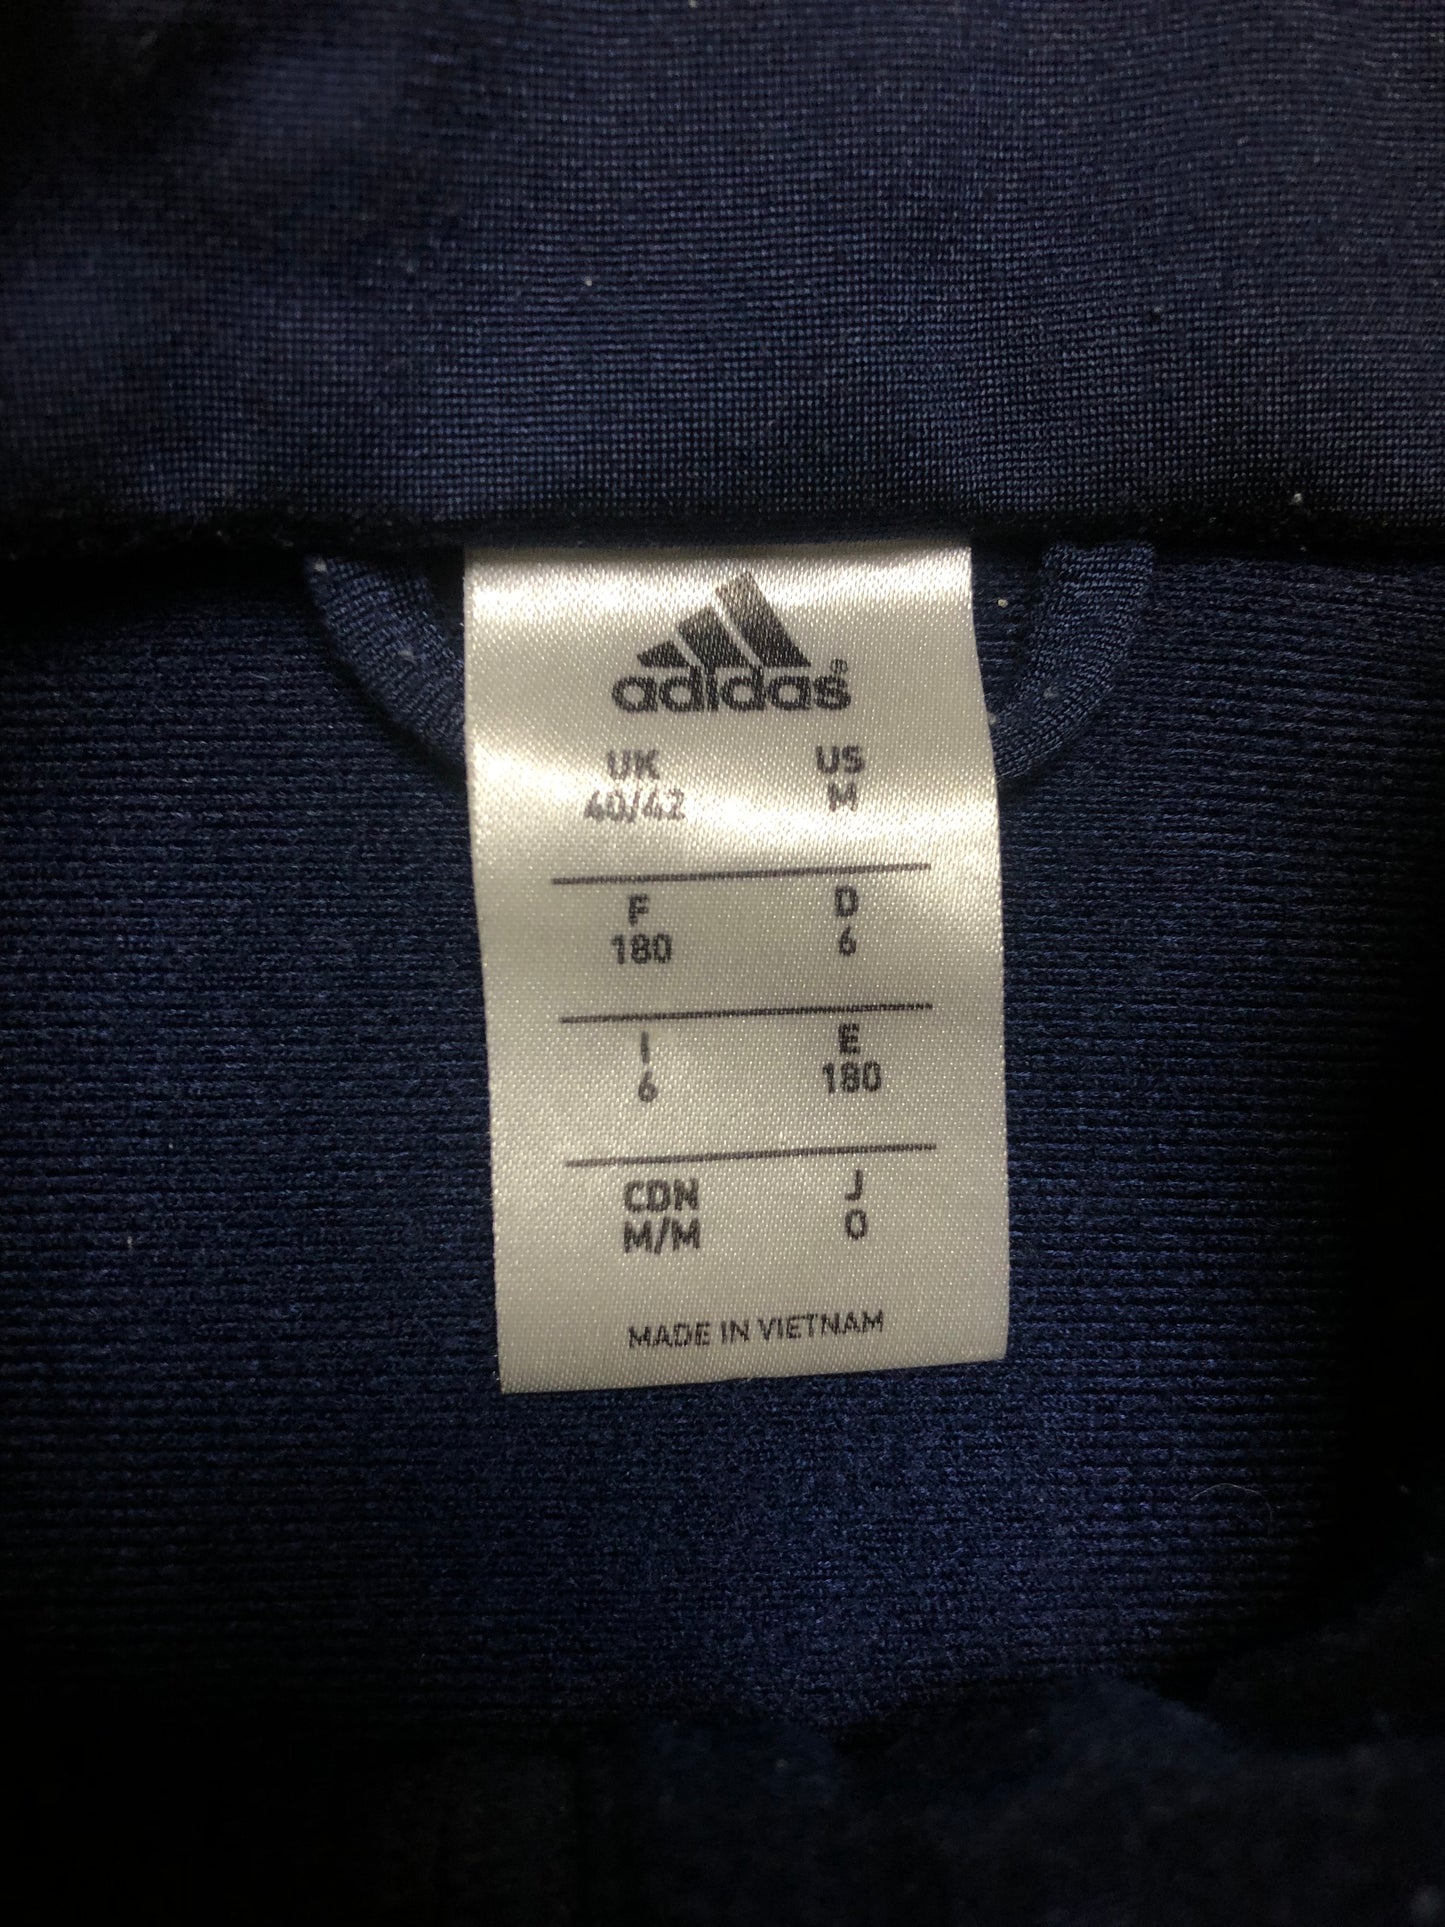 adidas®
UK US
40/42 M
F D
180 6
I E
6 180
CDN J
M/M O
MADE IN VIETNAM